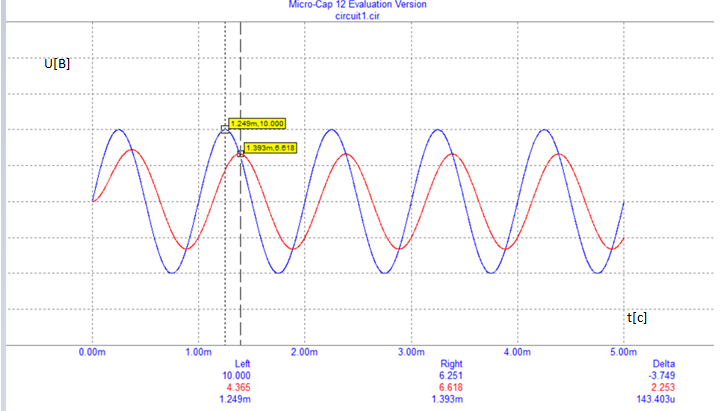 Micro-Cap 12 Evaluation Version
circuit1.cir
U[B]
1.249m,10.000
1.393m,6.618
t[c]
0.00m 1.00m 2.00m 3.00m 4.00m 5.00m
Left Right Delta
10.000 6.251 -3.749
4.365 6.618 2.253
1.249m 1.393m 143.403u